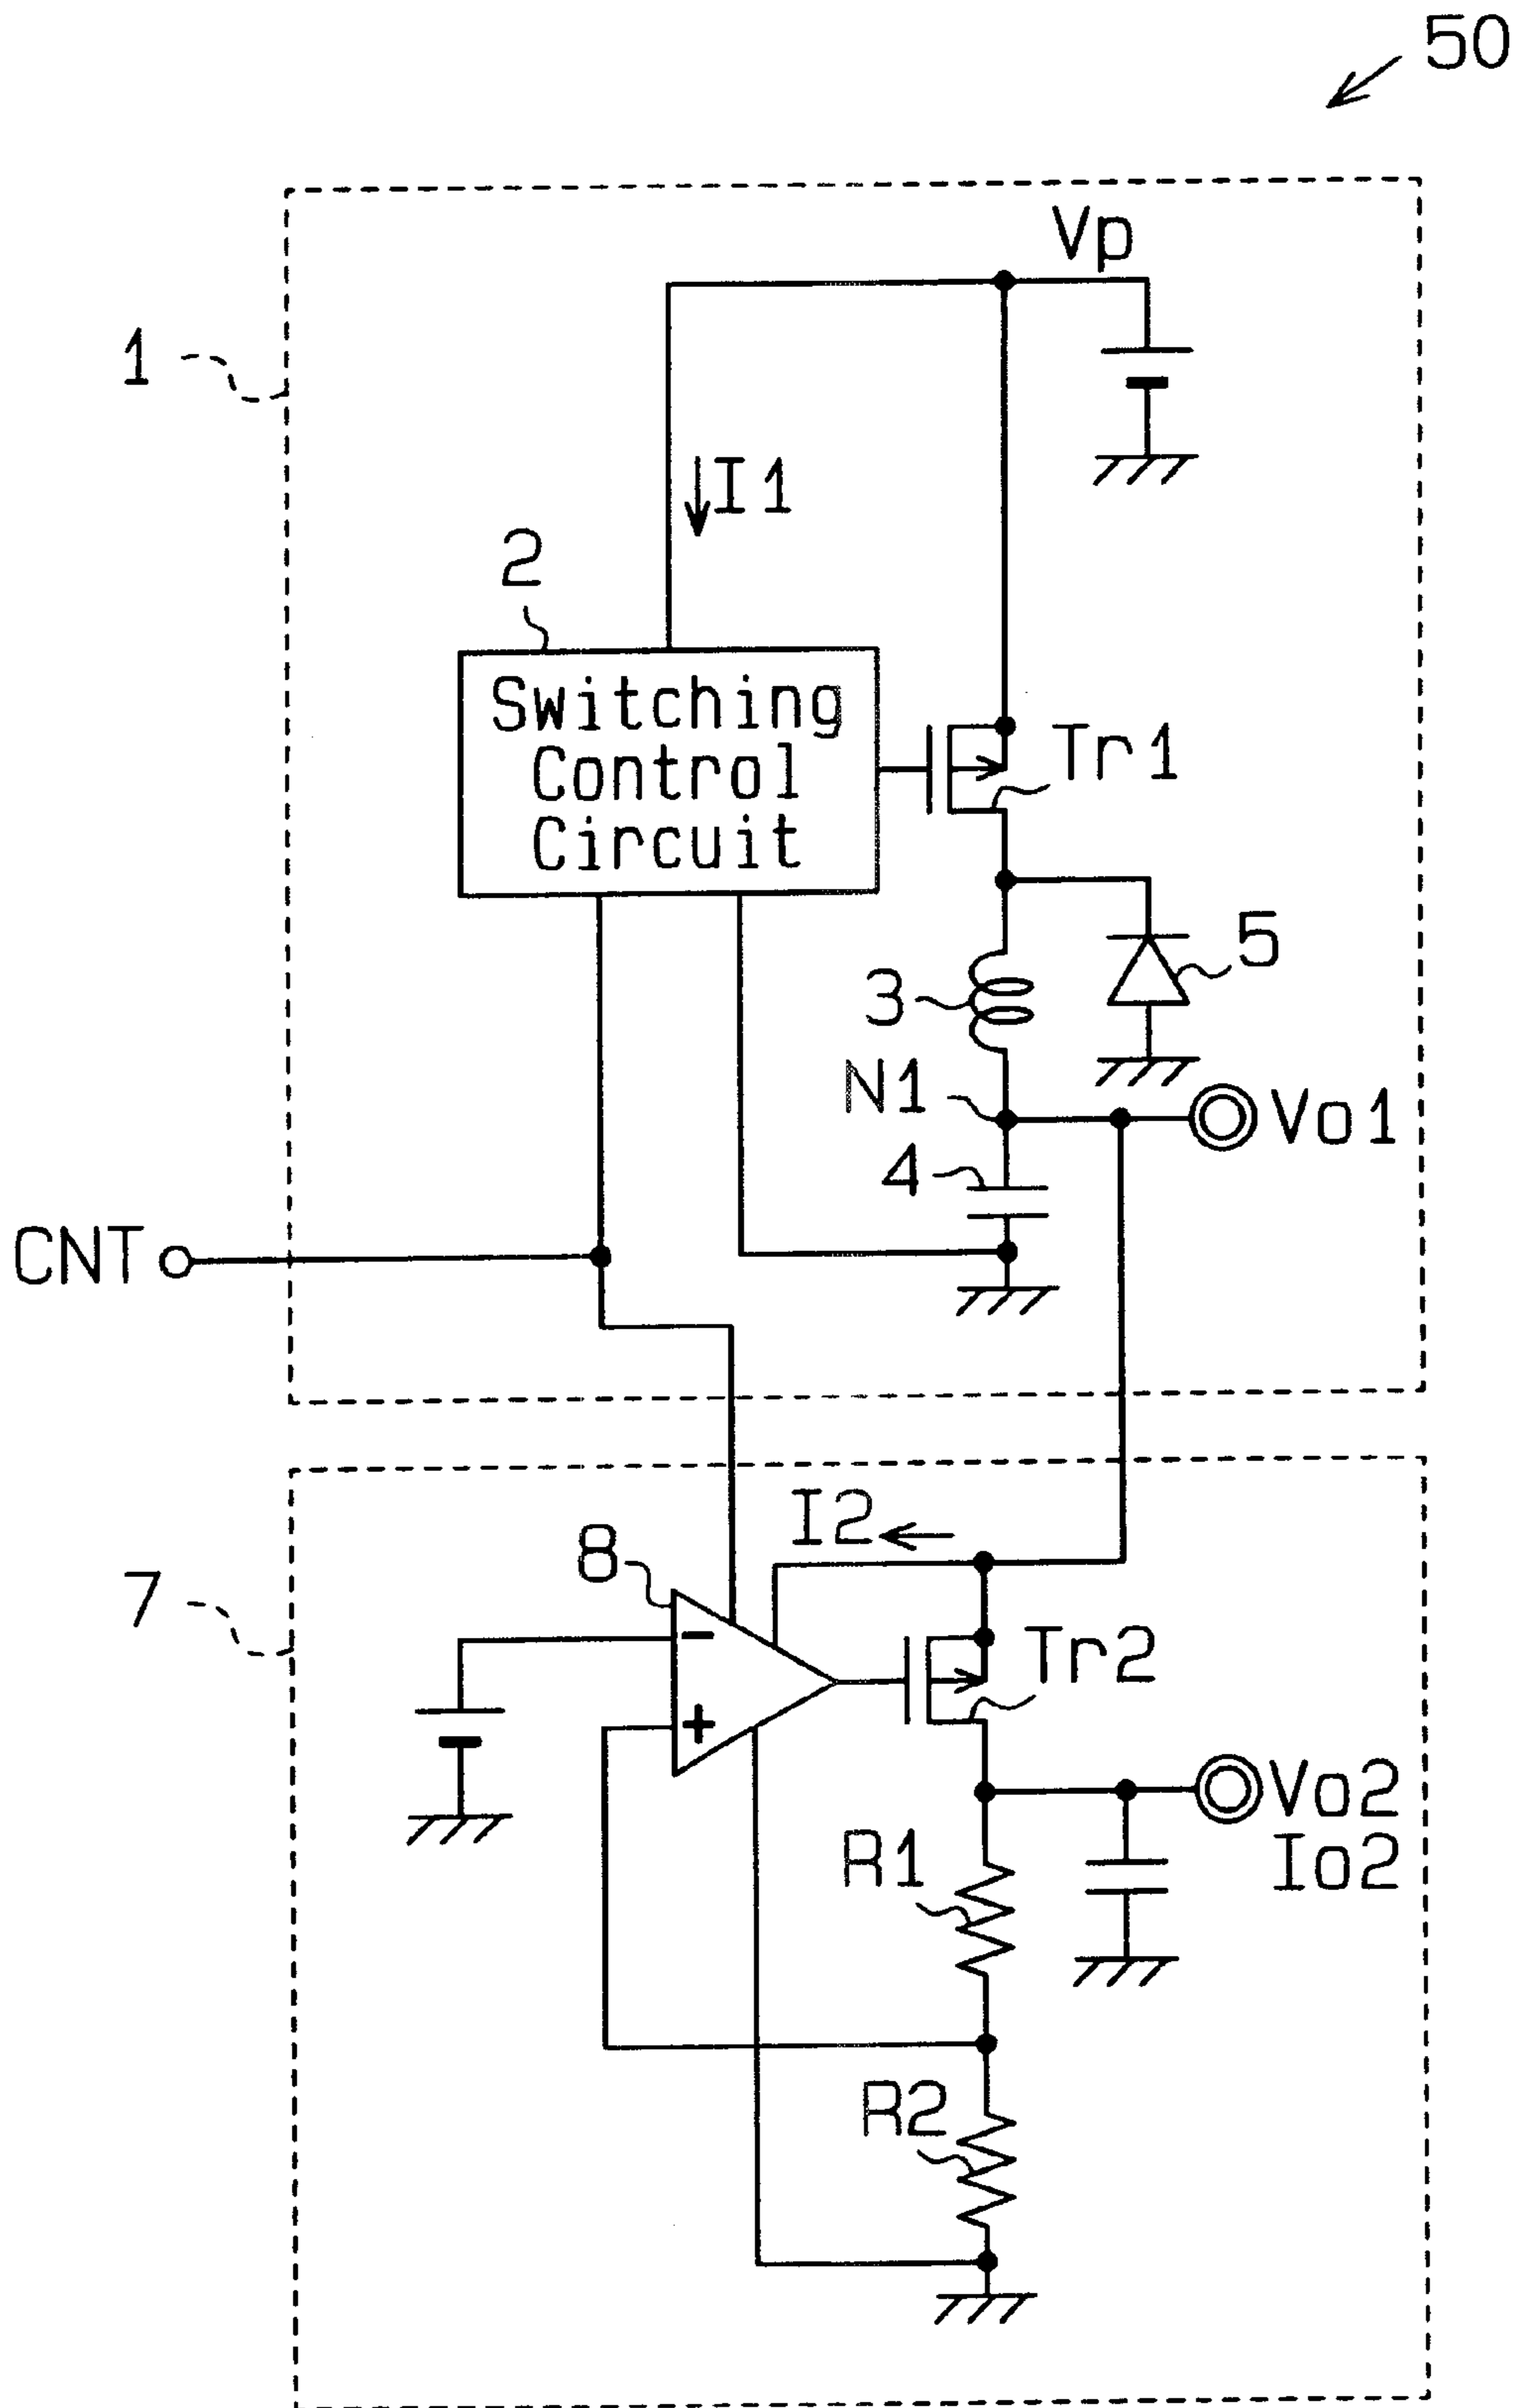 50
Vp
1
I1
2
Switching
Control
Circuit
Tr1
5
3
N1
Vo1
4
CNT
I2
8
7
-
Tr2
+
Vo2
Io2
R1
R2